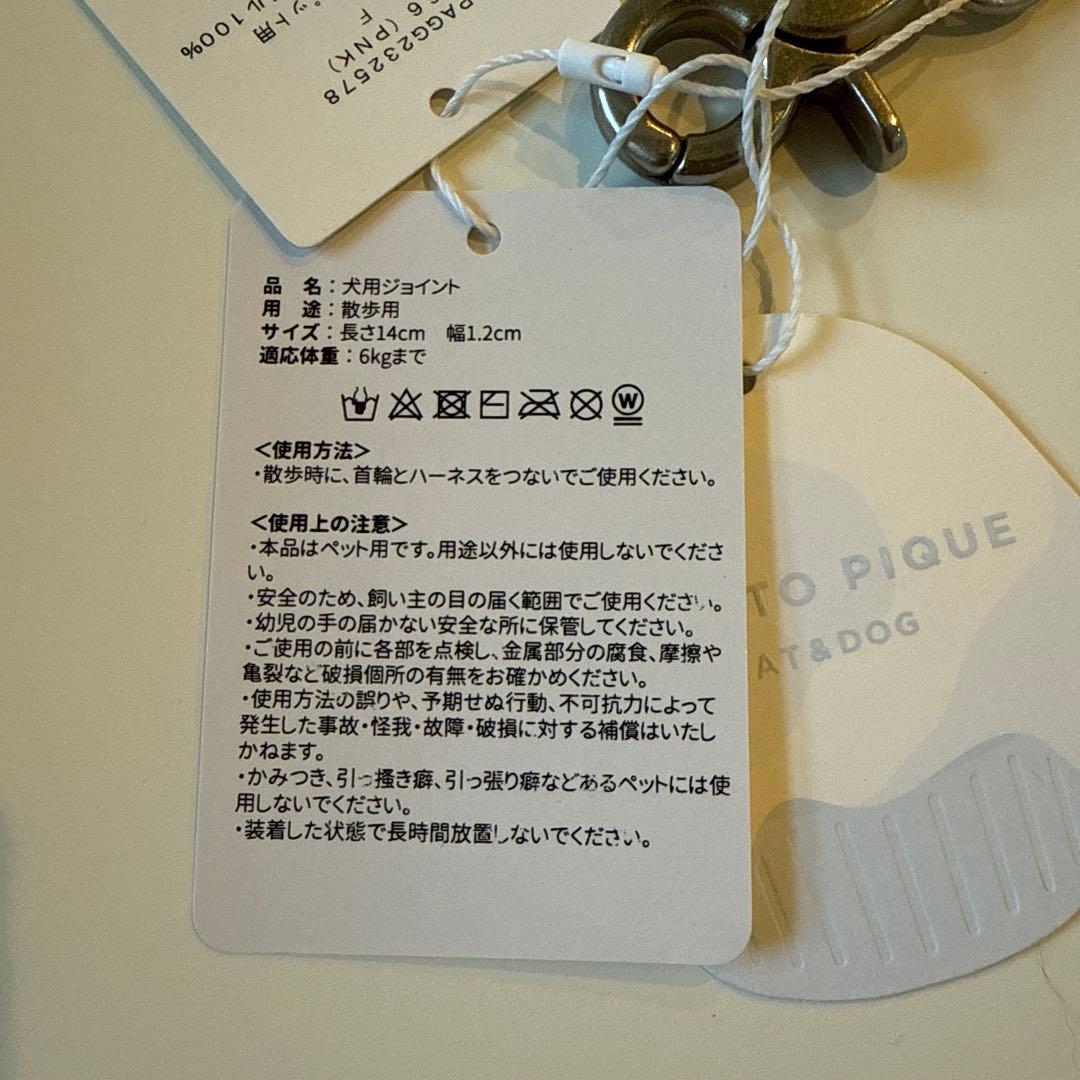 PAGG232578
6(PNK)
F
ペット用
ル100%
品 名：犬用ジョイント
用 途：散歩用
サイズ：長さ14cm 幅1.2cm
適応体重：6kgまで
W
＜使用方法＞
・散歩時に、首輪とハーネスをつないでご使用ください。
＜使用上の注意＞
・本品はペット用です。用途以外には使用しないでくださ
い。
・安全のため、飼い主の目の届く範囲でご使用ください。
・幼児の手の届かない安全な所に保管してください。
・ご使用の前に各部を点検し、金属部分の腐食、摩擦や
亀裂など破損個所の有無をお確かめください。
・使用方法の誤りや、予期せぬ行動、不可抗力によって
発生した事故・怪我・故障・破損に対する補償はいたし
かねます。
・かみつき、引っ掻き癖、引っ張り癖などあるペットには使
用しないでください。
・装着した状態で長時間放置しないでください。
TO PIQUE
AT&DOG